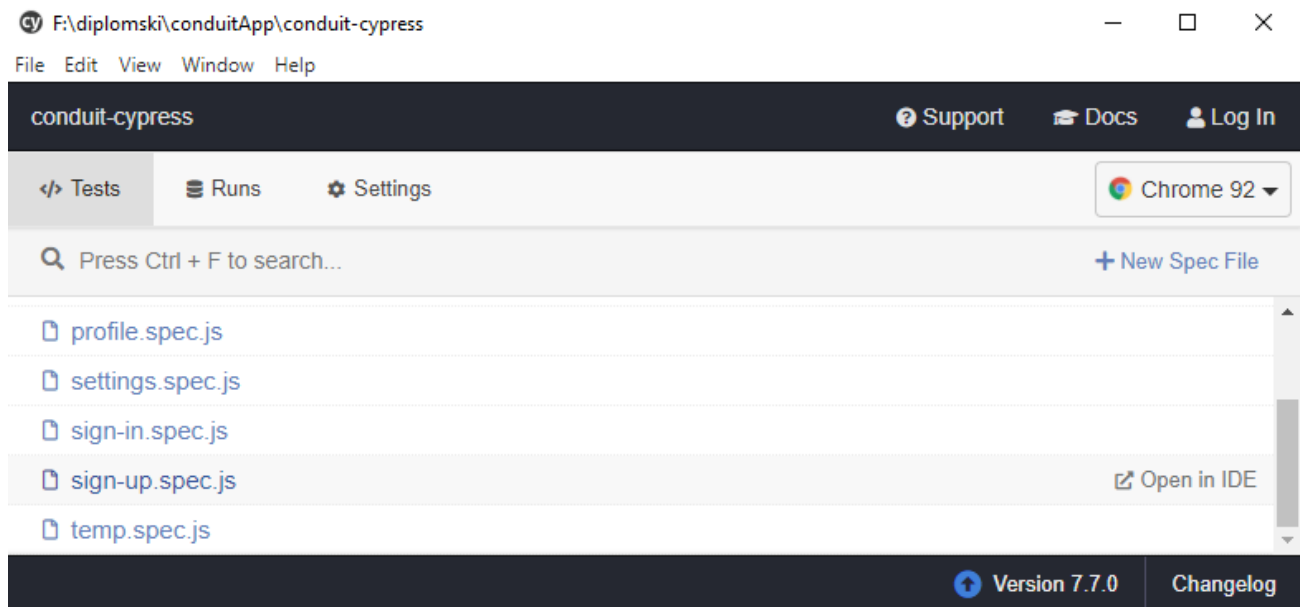 F:\diplomski\conduitApp\conduit-cypress
File Edit View Window Help
conduit-cypress Support Docs Log In
Tests Runs Settings Chrome 92
Press Ctrl + F to search... New Spec File
profile.spec.js
settings.spec.js
sign-in.spec.js
sign-up.spec.js Open in IDE
temp.spec.js
Version 7.7.0 Changelog